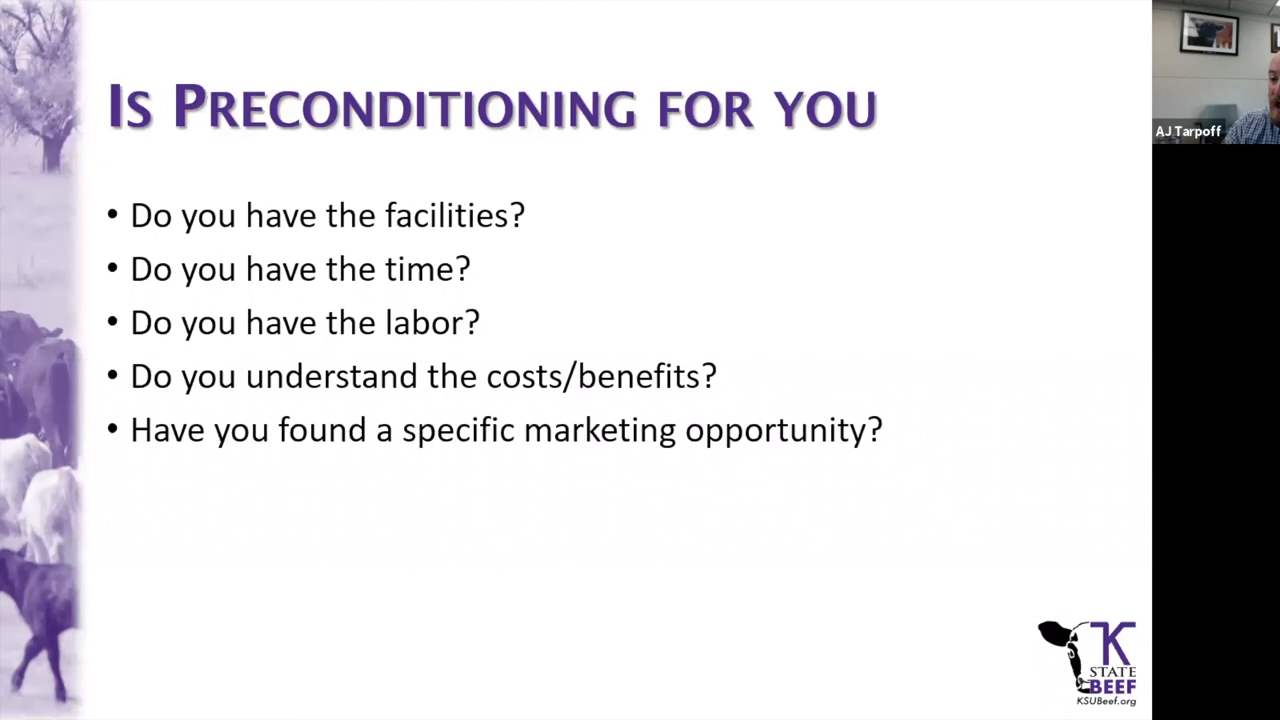 IS PRECONDITIONING FOR YOU
• Do you have the facilities?
• Do you have the time?
• Do you have the labor?
• Do you understand the costs/benefits?
• Have you found a specific marketing opportunity?
AJ Tarpoff
K
STATE
BEEF
KSUBeef.org